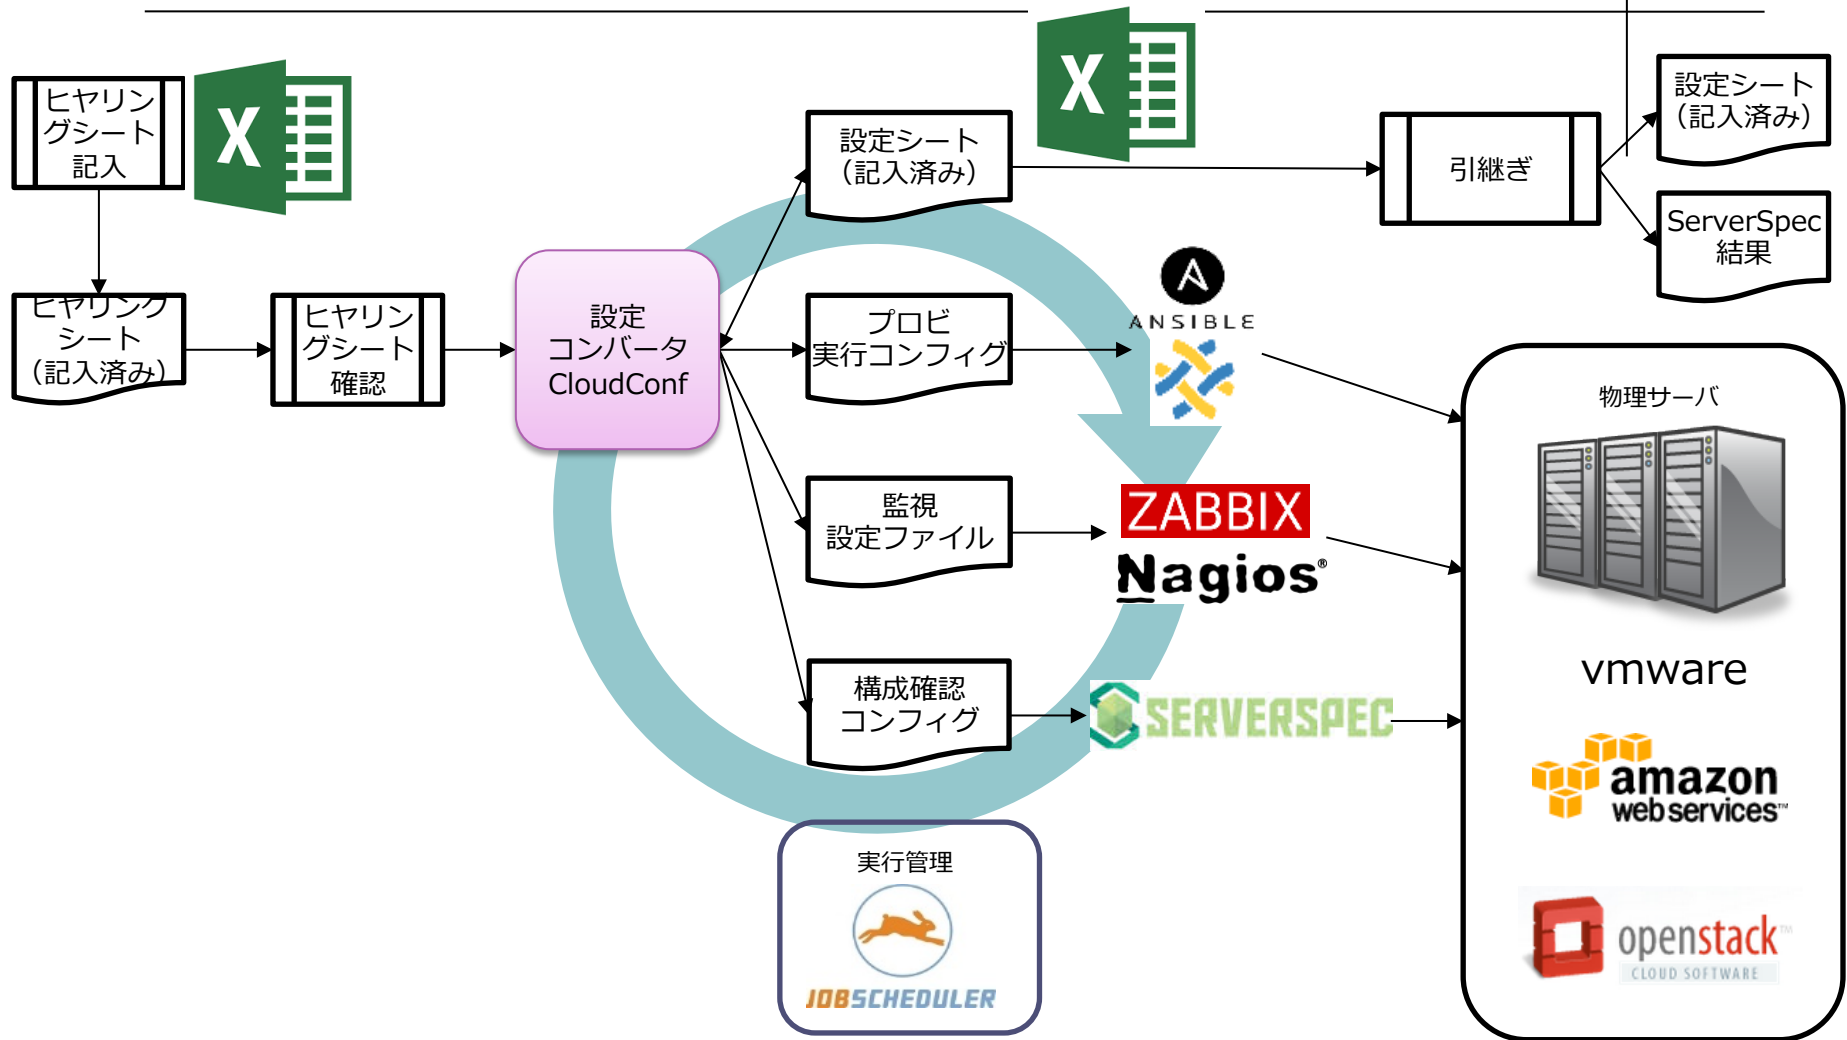 ヒヤリン
グシート
記入
X
X
設定シート
（記入済み）
設定シート
（記入済み）
引継ぎ
ServerSpec
結果
ヒヤリング
シート
（記入済み）
ヒヤリン
グシート
確認
設定
コンバータ
CloudConf
プロビ
実行コンフィグ
A
ANSIBLE
物理サーバ
監視
設定ファイル
ZABBIX
Nagios®
構成確認
コンフィグ
SERVERSPEC
vmware
amazon
web services™
実行管理
JOBSCHEDULER
openstack™
CLOUD SOFTWARE